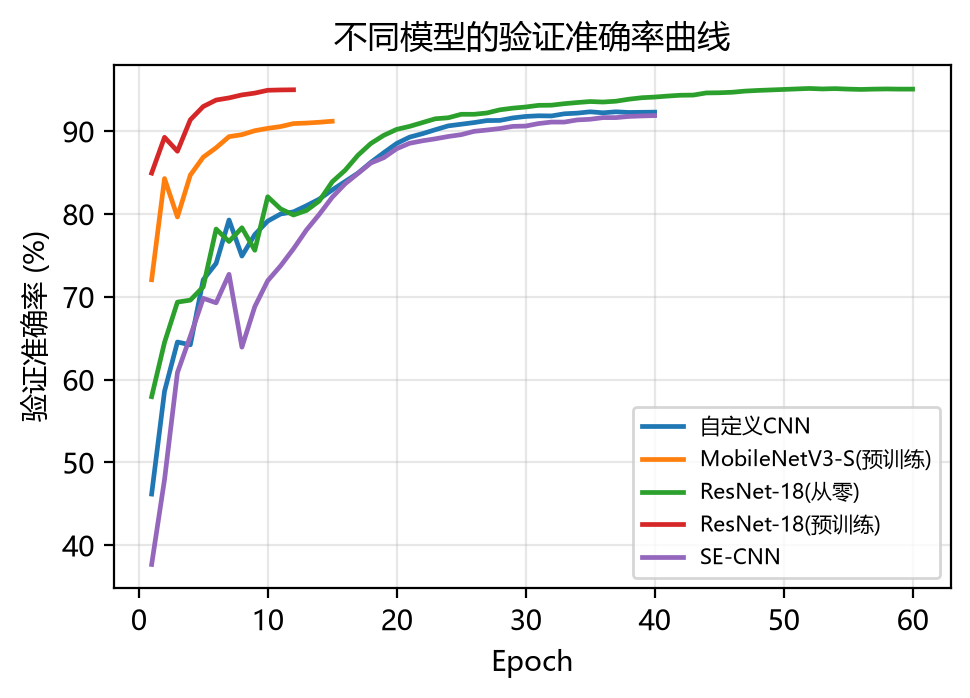 不同模型的验证准确率曲线
验证准确率 (%)
90
80
70
60
50
40
自定义CNN
MobileNetV3-S(预训练)
ResNet-18(从零)
ResNet-18(预训练)
SE-CNN
0 10 20 30 40 50 60
Epoch